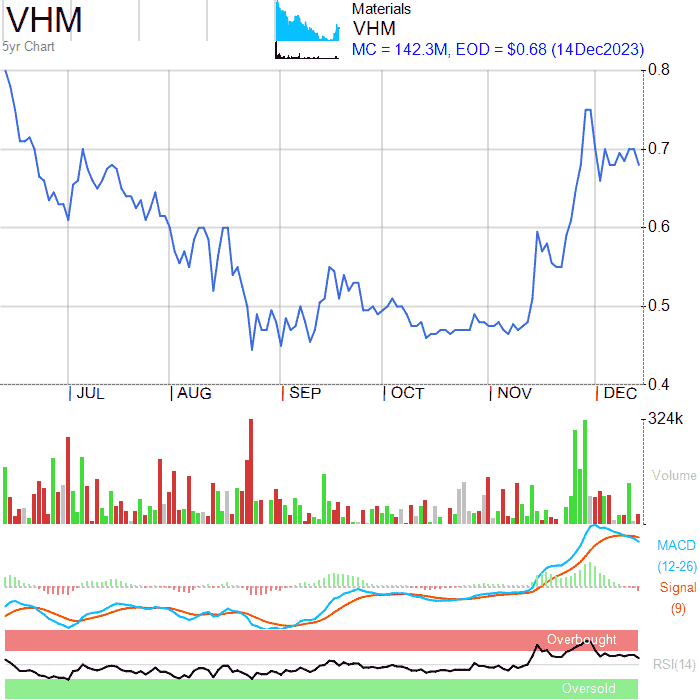 VHM
5yr Chart
Materials
VHM
MC = 142.3M, EOD = $0.68 (14Dec2023)
0.8
0.7
0.6
0.5
0.4
JUL AUG SEP OCT NOV DEC
324k
Volume
MACD
(12-26)
Signal
(9)
Overbought
RSI(14)
Oversold